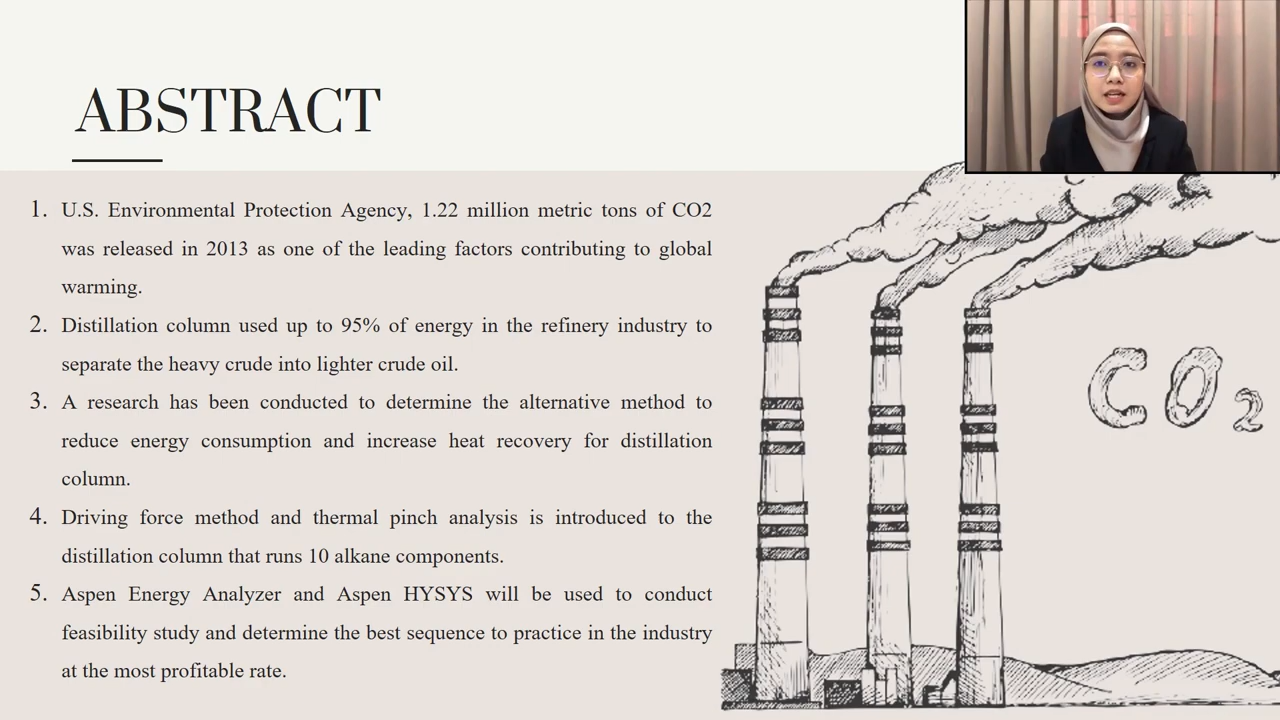 ABSTRACT
1. U.S. Environmental Protection Agency, 1.22 million metric tons of CO2
was released in 2013 as one of the leading factors contributing to global
warming.
2. Distillation column used up to 95% of energy in the refinery industry to
separate the heavy crude into lighter crude oil.
3. A research has been conducted to determine the alternative method to
reduce energy consumption and increase heat recovery for distillation
column.
4. Driving force method and thermal pinch analysis is introduced to the
distillation column that runs 10 alkane components.
5. Aspen Energy Analyzer and Aspen HYSYS will be used to conduct
feasibility study and determine the best sequence to practice in the industry
at the most profitable rate.
CO2